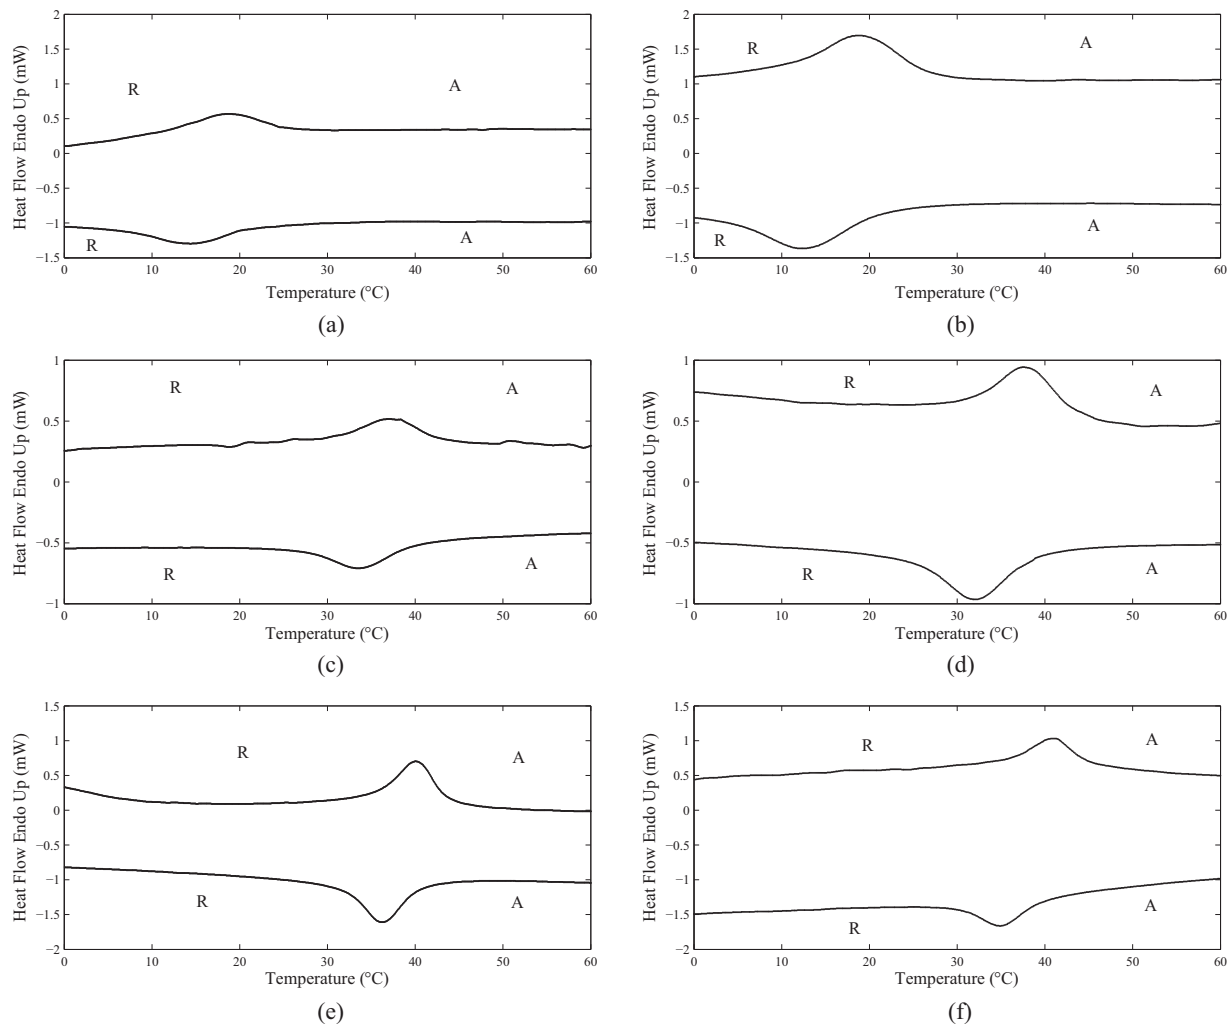 2
1.5
1
0.5
0
−0.5
−1
−1.5
R
A
R
A
0 10 20 30 40 50 60
Heat Flow Endo Up (mW)
Temperature (°C)
(a)
2
1.5
1
0.5
0
−0.5
−1
−1.5
R
A
R
A
0 10 20 30 40 50 60
Heat Flow Endo Up (mW)
Temperature (°C)
(b)
1
0.5
0
−0.5
−1
R
A
R
A
0 10 20 30 40 50 60
Heat Flow Endo Up (mW)
Temperature (°C)
(c)
1
0.5
0
−0.5
−1
R
A
R
A
0 10 20 30 40 50 60
Heat Flow Endo Up (mW)
Temperature (°C)
(d)
1.5
1
0.5
0
−0.5
−1
−1.5
−2
R
A
R
A
0 10 20 30 40 50 60
Heat Flow Endo Up (mW)
Temperature (°C)
(e)
1.5
1
0.5
0
−0.5
−1
−1.5
−2
R
A
R
A
0 10 20 30 40 50 60
Heat Flow Endo Up (mW)
Temperature (°C)
(f)